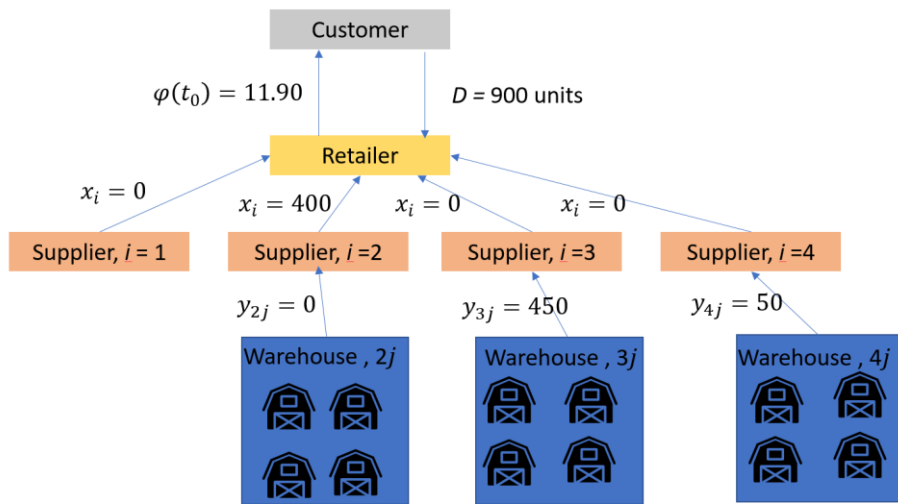 Customer
φ(t₀) = 11.90
D = 900 units
Retailer
xᵢ = 0
xᵢ = 400
xᵢ = 0
xᵢ = 0
Supplier, i = 1
Supplier, i =2
Supplier, i =3
Supplier, i =4
y₂ⱼ = 0
y₃ⱼ = 450
y₄ⱼ = 50
Warehouse , 2j
Warehouse , 3j
Warehouse , 4j